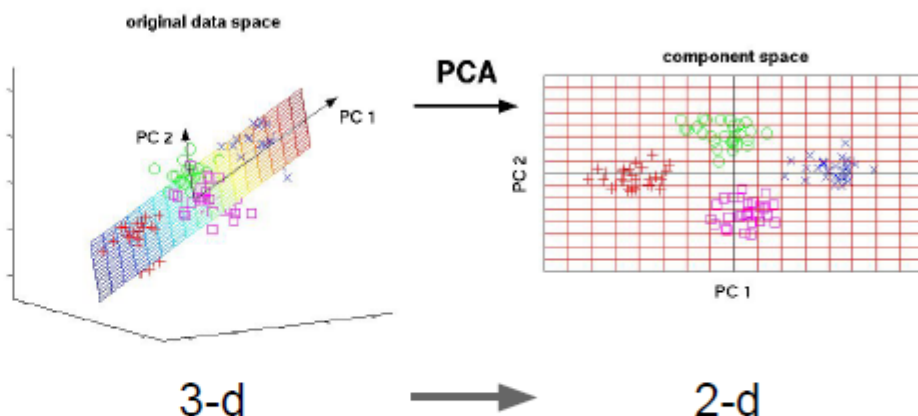 original data space
PC 1
PC 2
PCA
component space
PC 2
PC 1
3-d
2-d